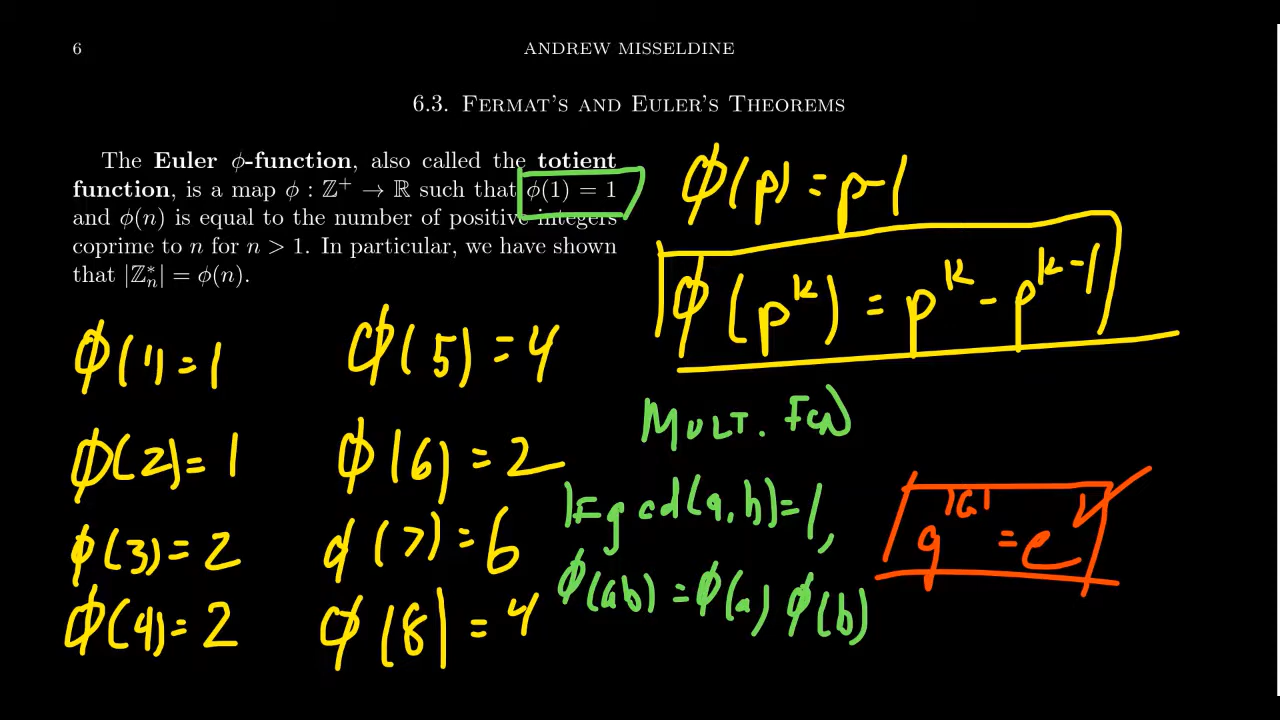 6
ANDREW MISSELDINE
6.3. FERMAT'S AND EULER'S THEOREMS
The Euler ϕ-function, also called the totient
function, is a map ϕ : ℤ⁺ → ℝ such that ϕ(1) = 1
and ϕ(n) is equal to the number of positive integers
coprime to n for n > 1. In particular, we have shown
that |ℤₙ*| = ϕ(n).
ϕ(1) = 1
ϕ(2) = 1
ϕ(3) = 2
ϕ(4) = 2
ϕ(5) = 4
ϕ(6) = 2
ϕ(7) = 6
ϕ(8) = 4
ϕ(p) = p-1
ϕ(p^k) = p^k - p^(k-1)
MULT. FCN
IF gcd(a,b)=1,
ϕ(ab) = ϕ(a) ϕ(b)
g^|G| = e